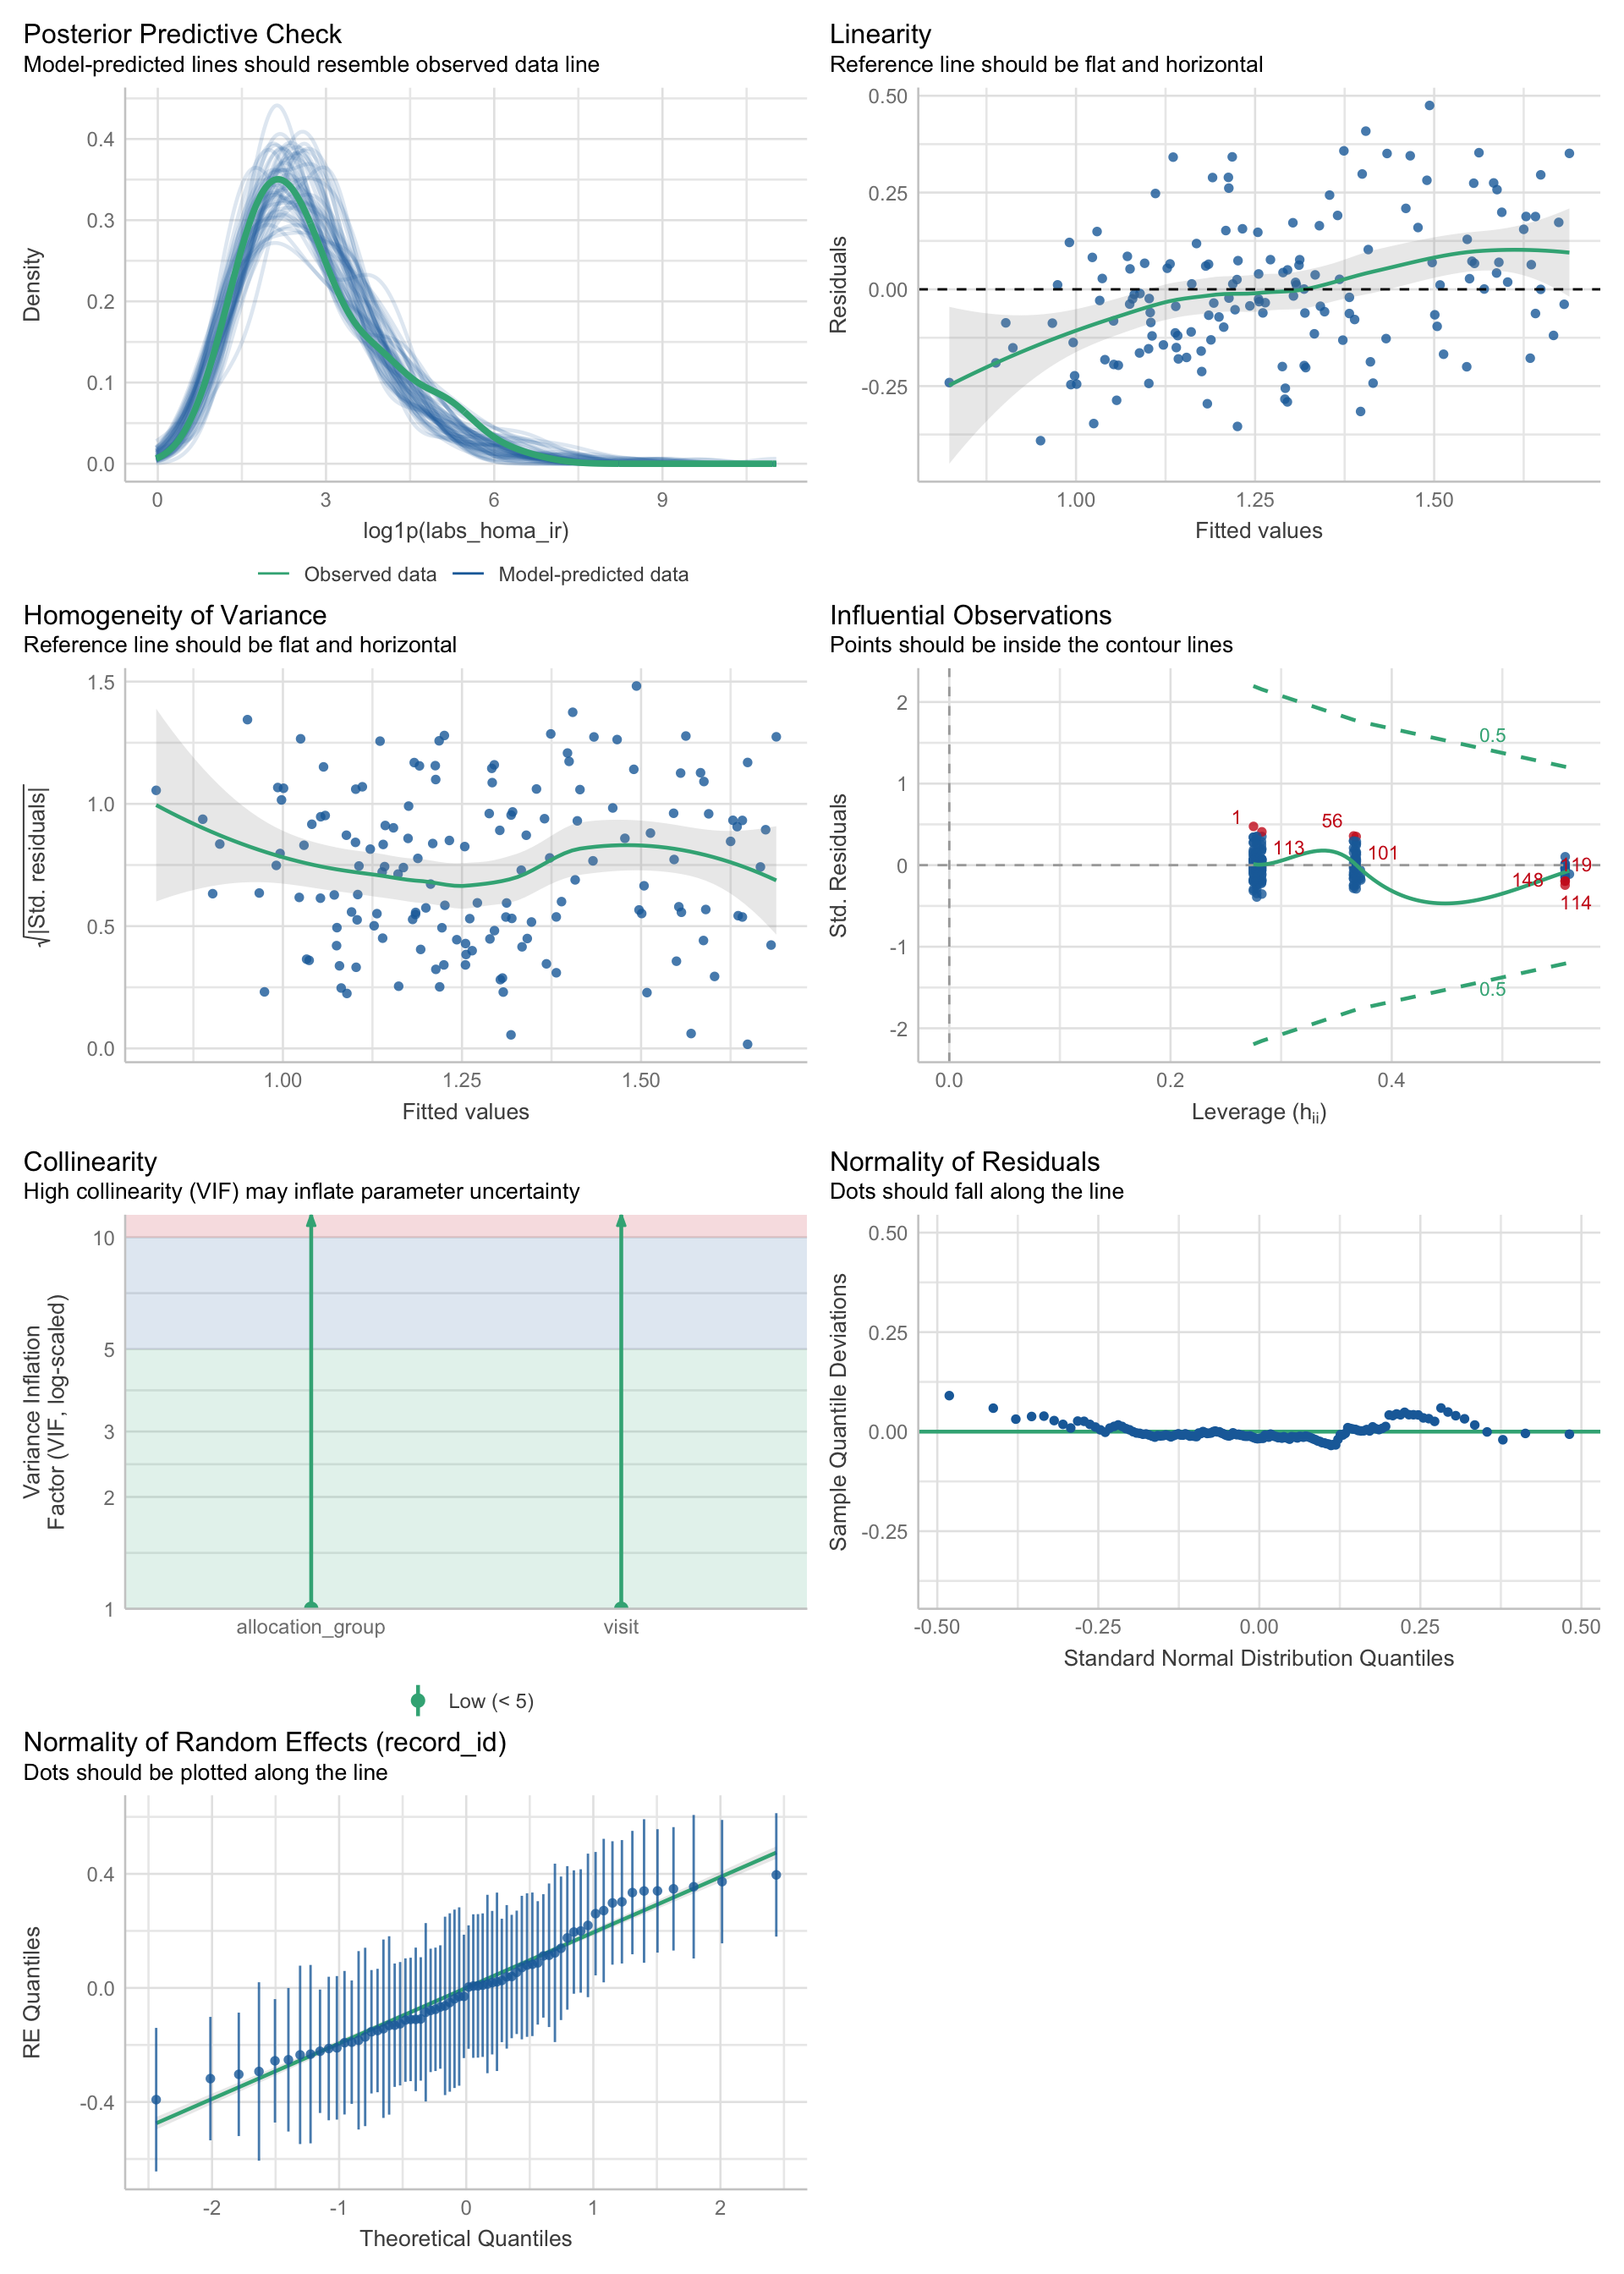 Posterior Predictive Check
Model-predicted lines should resemble observed data line
Density
0.4
0.3
0.2
0.1
0.0
0 3 6 9
log1p(labs_homa_ir)
Observed data Model-predicted data
Linearity
Reference line should be flat and horizontal
Residuals
0.50
0.25
0.00
-0.25
1.00 1.25 1.50
Fitted values
Homogeneity of Variance
Reference line should be flat and horizontal
√|Std. residuals|
1.5
1.0
0.5
0.0
1.00 1.25 1.50
Fitted values
Influential Observations
Points should be inside the contour lines
Std. Residuals
2
1
0
-1
-2
0.5
1
56
113
101
119
148
114
0.5
0.0 0.2 0.4
Leverage (hii)
Collinearity
High collinearity (VIF) may inflate parameter uncertainty
Variance Inflation
Factor (VIF, log-scaled)
10
5
3
2
1
allocation_group visit
Low (< 5)
Normality of Residuals
Dots should fall along the line
Sample Quantile Deviations
0.50
0.25
0.00
-0.25
-0.50 -0.25 0.00 0.25 0.50
Standard Normal Distribution Quantiles
Normality of Random Effects (record_id)
Dots should be plotted along the line
RE Quantiles
0.4
0.0
-0.4
-2 -1 0 1 2
Theoretical Quantiles